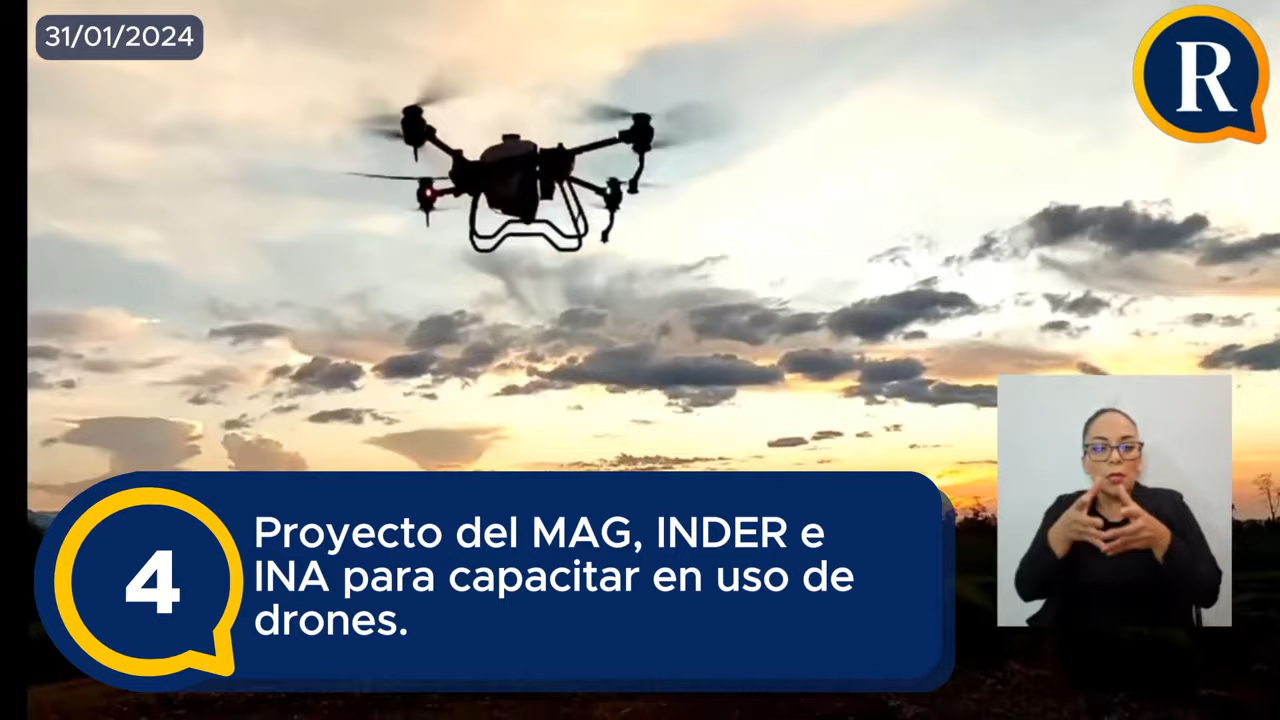 31/01/2024
R
4
Proyecto del MAG, INDER e
INA para capacitar en uso de
drones.